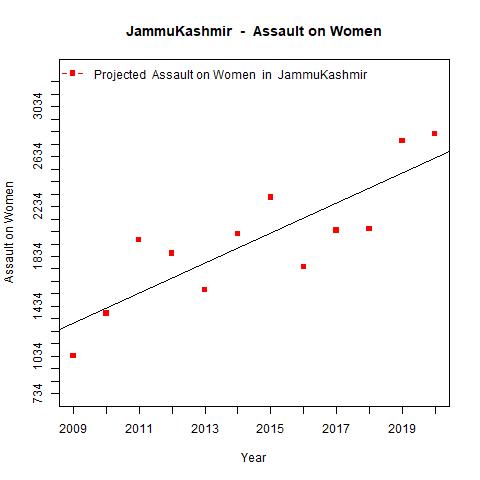 JammuKashmir - Assault on Women
Projected Assault on Women in JammuKashmir
Assault on Women
3034
2634
2234
1834
1434
1034
734
2009 2011 2013 2015 2017 2019
Year